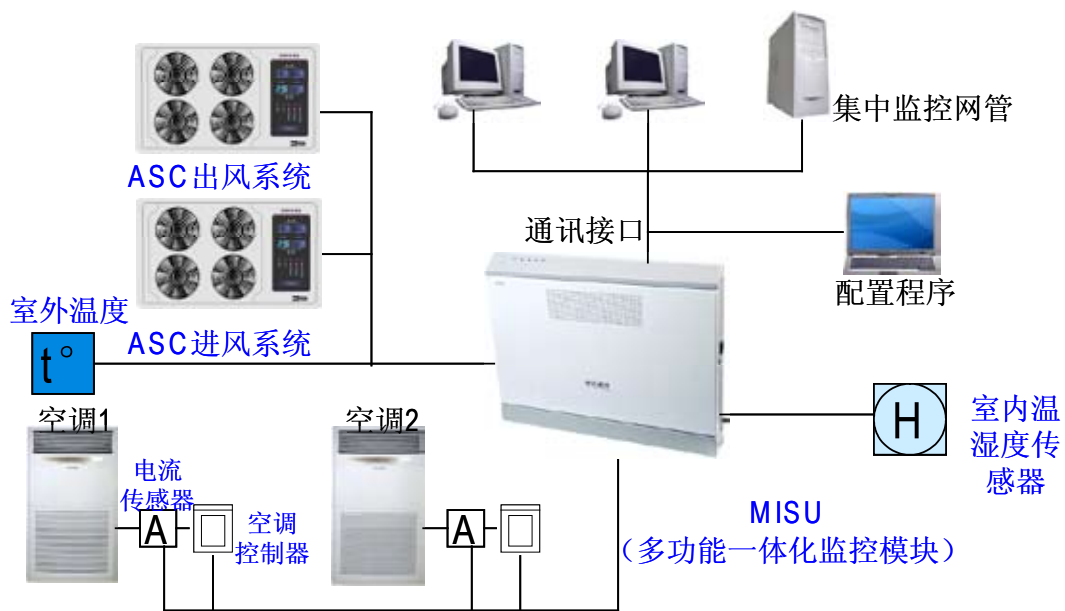 集中监控网管
ASC出风系统
通讯接口
配置程序
室外温度
ASC进风系统
t°
空调1
空调2
H
室内温
湿度传
感器
电流
传感器
A
空调
控制器
A
MISU
（多功能一体化监控模块）